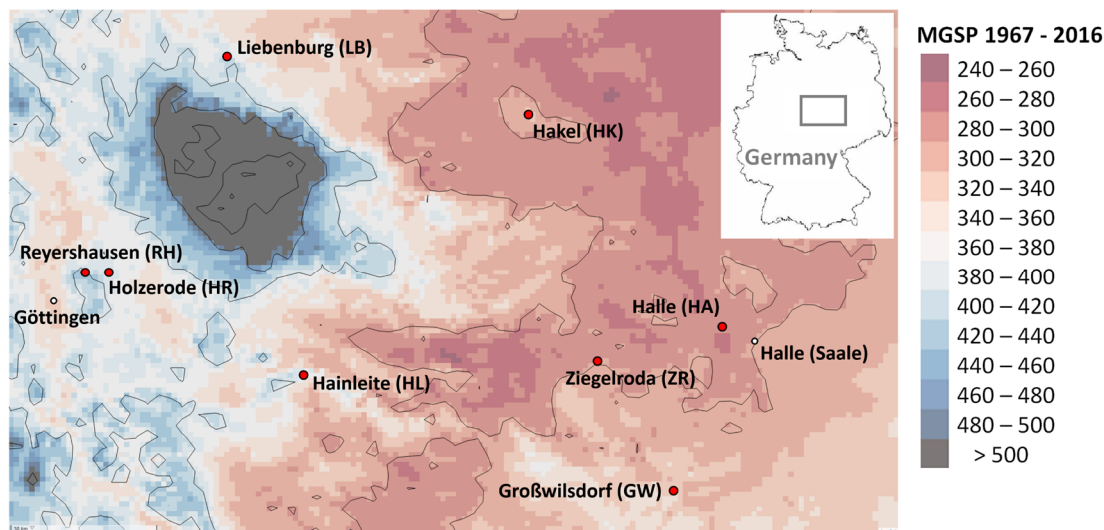 Liebenburg (LB)
Hakel (HK)
Reyershausen (RH)
Holzerode (HR)
Göttingen
Halle (HA)
Halle (Saale)
Hainleite (HL)
Ziegelroda (ZR)
Großwilsdorf (GW)
Germany
MGSP 1967 - 2016
240 – 260
260 – 280
280 – 300
300 – 320
320 – 340
340 – 360
360 – 380
380 – 400
400 – 420
420 – 440
440 – 460
460 – 480
480 – 500
> 500